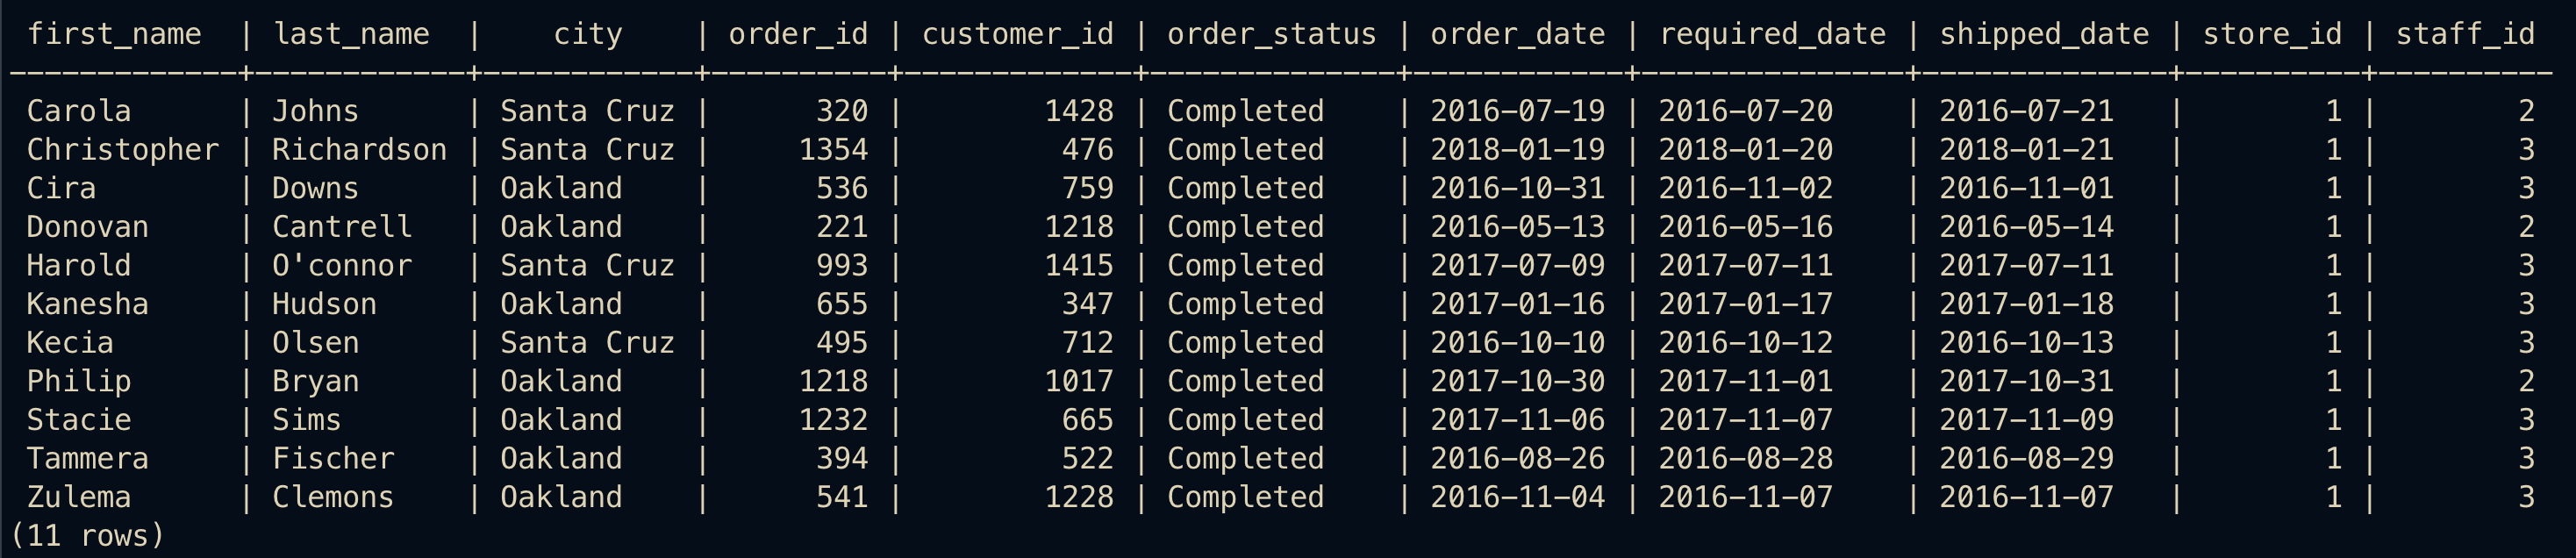 first_name  | last_name  |    city    | order_id | customer_id | order_status | order_date | required_date | shipped_date | store_id | staff_id
-------------+------------+------------+----------+-------------+--------------+------------+---------------+--------------+----------+----------
 Carola      | Johns      | Santa Cruz |      320 |        1428 | Completed    | 2016-07-19 | 2016-07-20    | 2016-07-21   |        1 |        2
 Christopher | Richardson | Santa Cruz |     1354 |         476 | Completed    | 2018-01-19 | 2018-01-20    | 2018-01-21   |        1 |        3
 Cira        | Downs      | Oakland    |      536 |         759 | Completed    | 2016-10-31 | 2016-11-02    | 2016-11-01   |        1 |        3
 Donovan     | Cantrell   | Oakland    |      221 |        1218 | Completed    | 2016-05-13 | 2016-05-16    | 2016-05-14   |        1 |        2
 Harold      | O'connor   | Santa Cruz |      993 |        1415 | Completed    | 2017-07-09 | 2017-07-11    | 2017-07-11   |        1 |        3
 Kanesha     | Hudson     | Oakland    |      655 |         347 | Completed    | 2017-01-16 | 2017-01-17    | 2017-01-18   |        1 |        3
 Kecia       | Olsen      | Santa Cruz |      495 |         712 | Completed    | 2016-10-10 | 2016-10-12    | 2016-10-13   |        1 |        3
 Philip      | Bryan      | Oakland    |     1218 |        1017 | Completed    | 2017-10-30 | 2017-11-01    | 2017-10-31   |        1 |        2
 Stacie      | Sims       | Oakland    |     1232 |         665 | Completed    | 2017-11-06 | 2017-11-07    | 2017-11-09   |        1 |        3
 Tammera     | Fischer    | Oakland    |      394 |         522 | Completed    | 2016-08-26 | 2016-08-28    | 2016-08-29   |        1 |        3
 Zulema      | Clemons    | Oakland    |      541 |        1228 | Completed    | 2016-11-04 | 2016-11-07    | 2016-11-07   |        1 |        3
(11 rows)